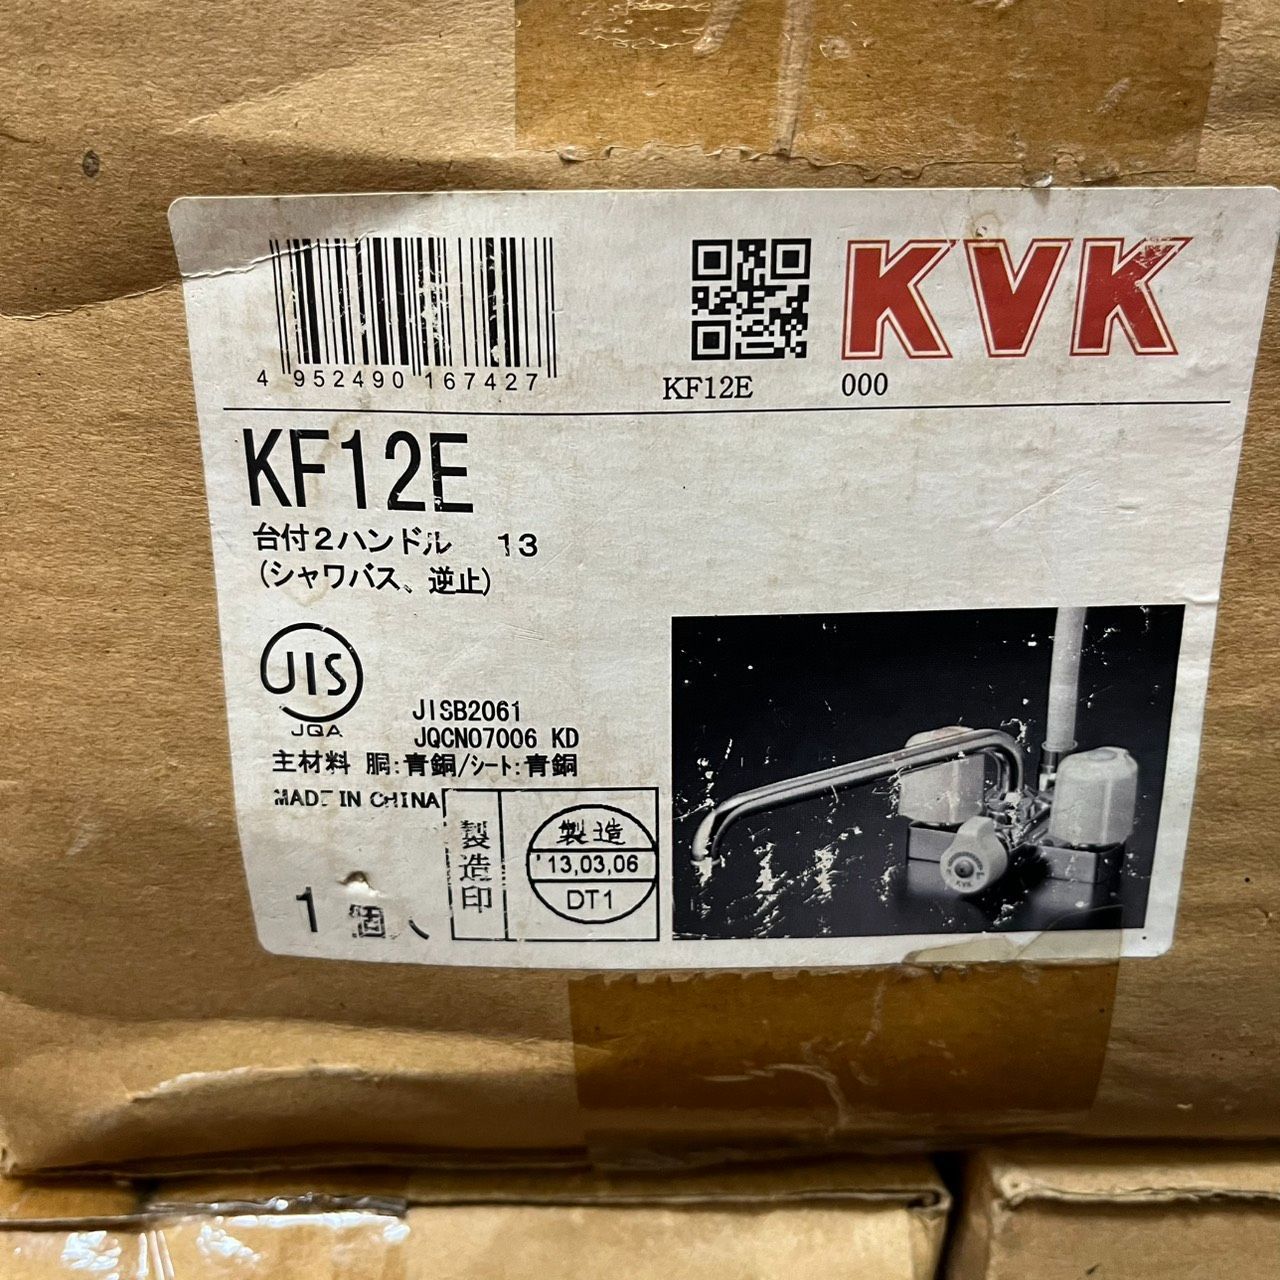 4 952490 167427
KVK
KF12E 000
KF12E
台付2ハンドル 13
(シャワバス、逆止)
JIS
JQA
JISB2061
JQCN07006 KD
主材料 胴:青銅/シート:青銅
MADE IN CHINA
製造印
製造
'13,03,06
DT1
1 個入
KVK